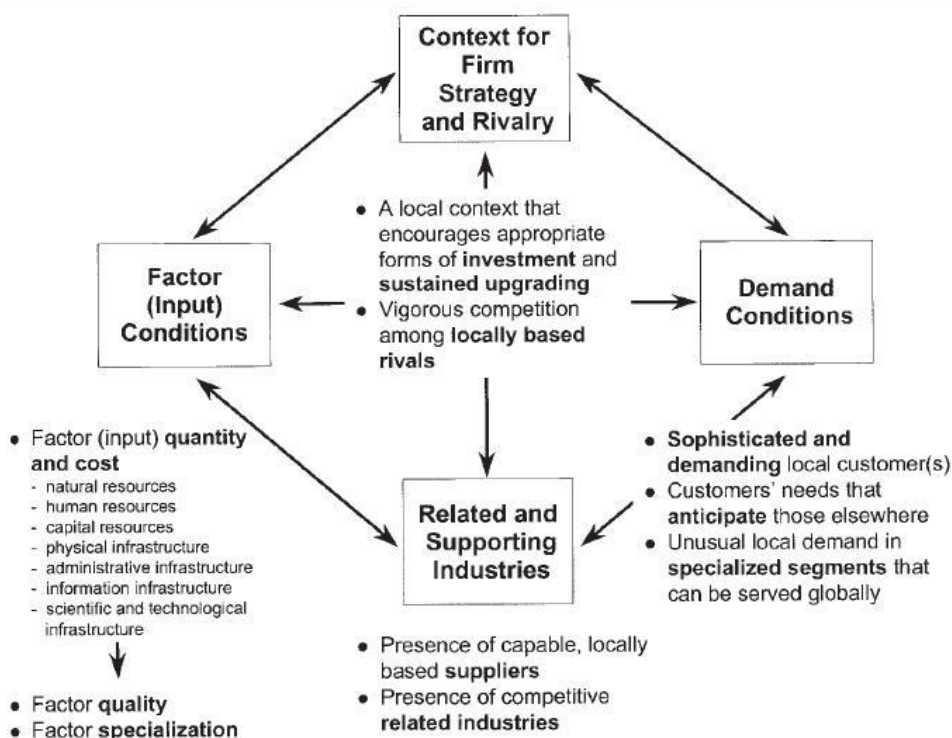 Context for
Firm
Strategy
and Rivalry
● A local context that
encourages appropriate
forms of investment and
sustained upgrading
● Vigorous competition
among locally based
rivals
Factor
(Input)
Conditions
Demand
Conditions
● Factor (input) quantity
and cost
- natural resources
- human resources
- capital resources
- physical infrastructure
- administrative infrastructure
- information infrastructure
- scientific and technological
infrastructure
● Factor quality
● Factor specialization
Related and
Supporting
Industries
● Presence of capable, locally
based suppliers
● Presence of competitive
related industries
● Sophisticated and
demanding local customer(s)
● Customers' needs that
anticipate those elsewhere
● Unusual local demand in
specialized segments that
can be served globally